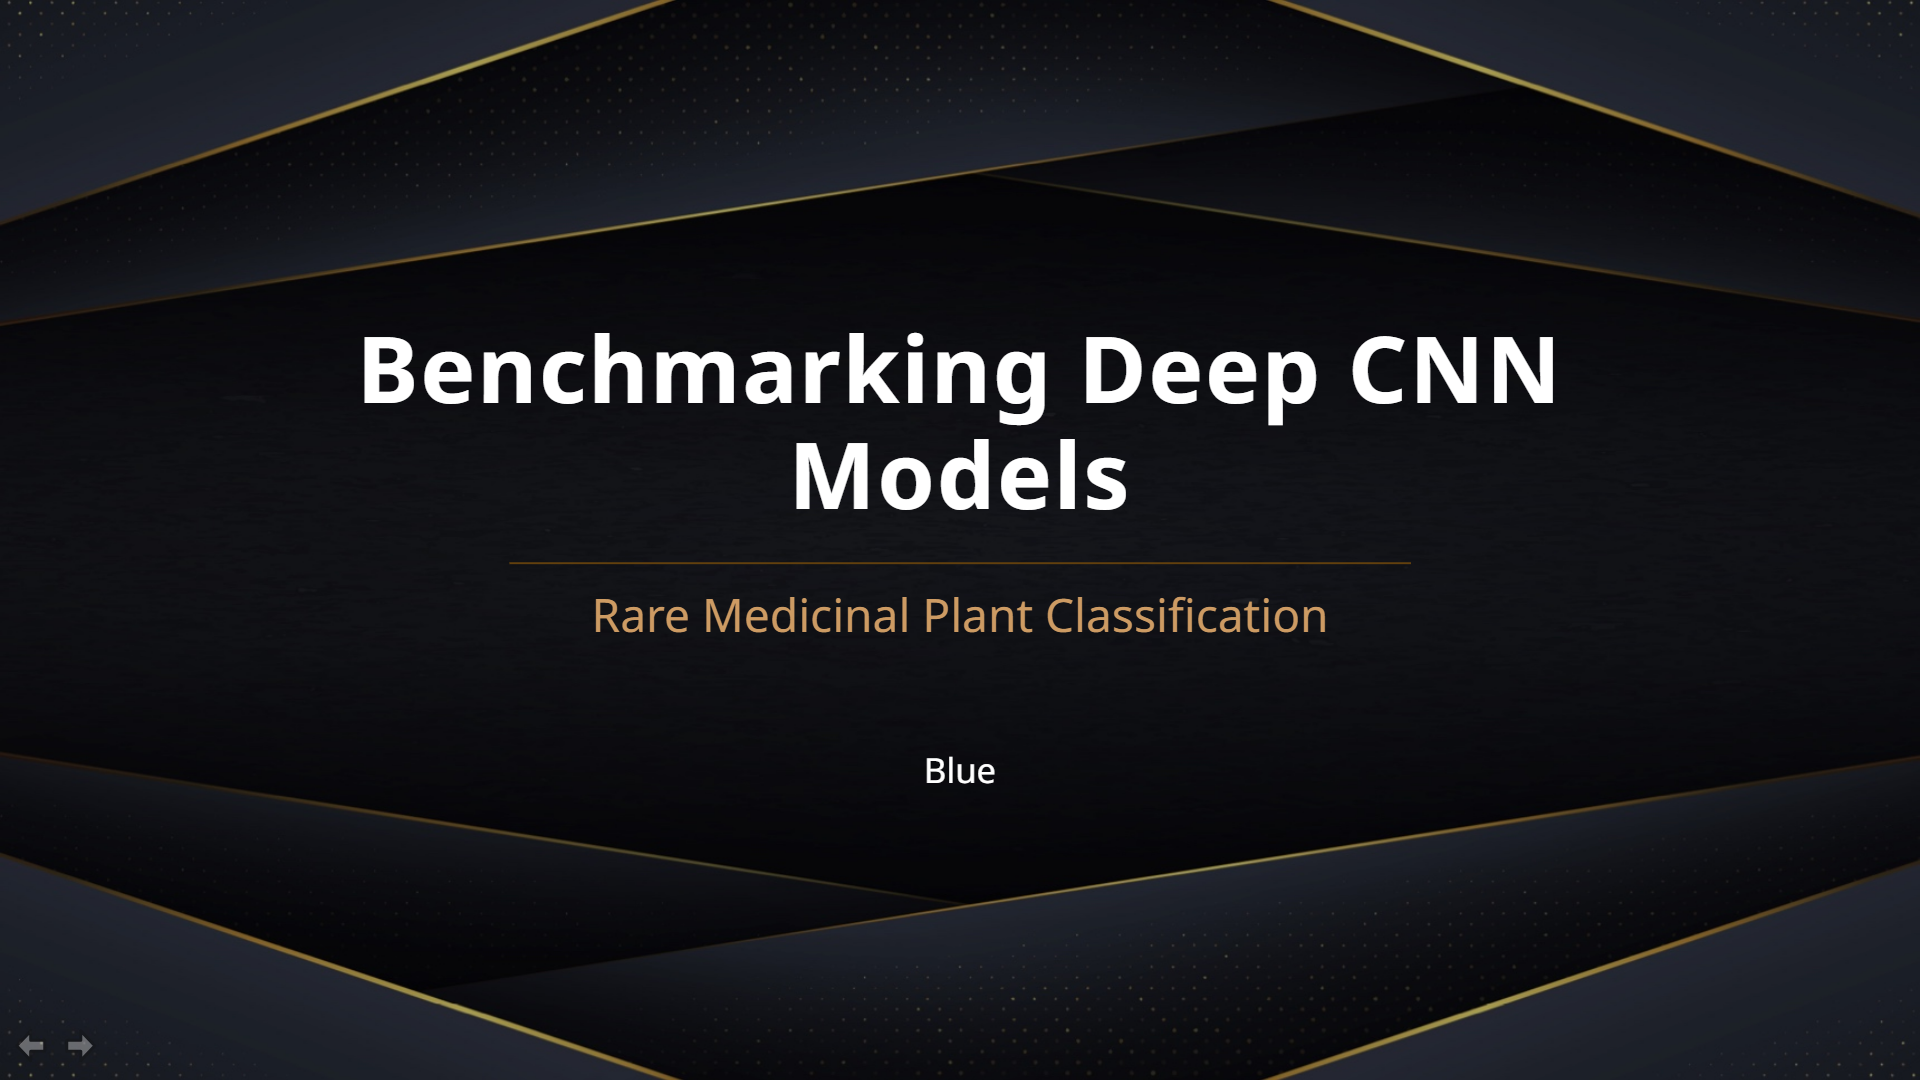 Benchmarking Deep CNN
Models
Rare Medicinal Plant Classification
Blue